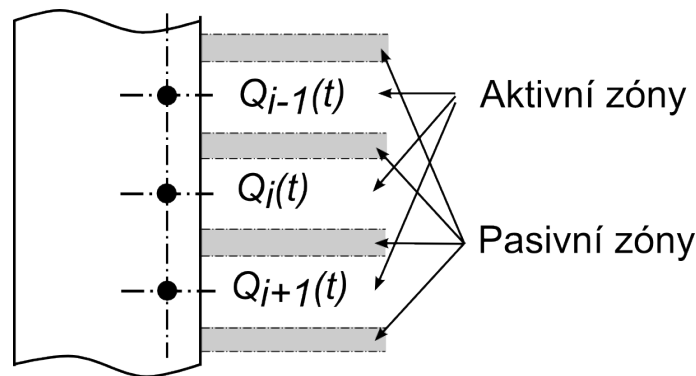 Qi-1(t)
Aktivní zóny
Qi(t)
Pasivní zóny
Qi+1(t)